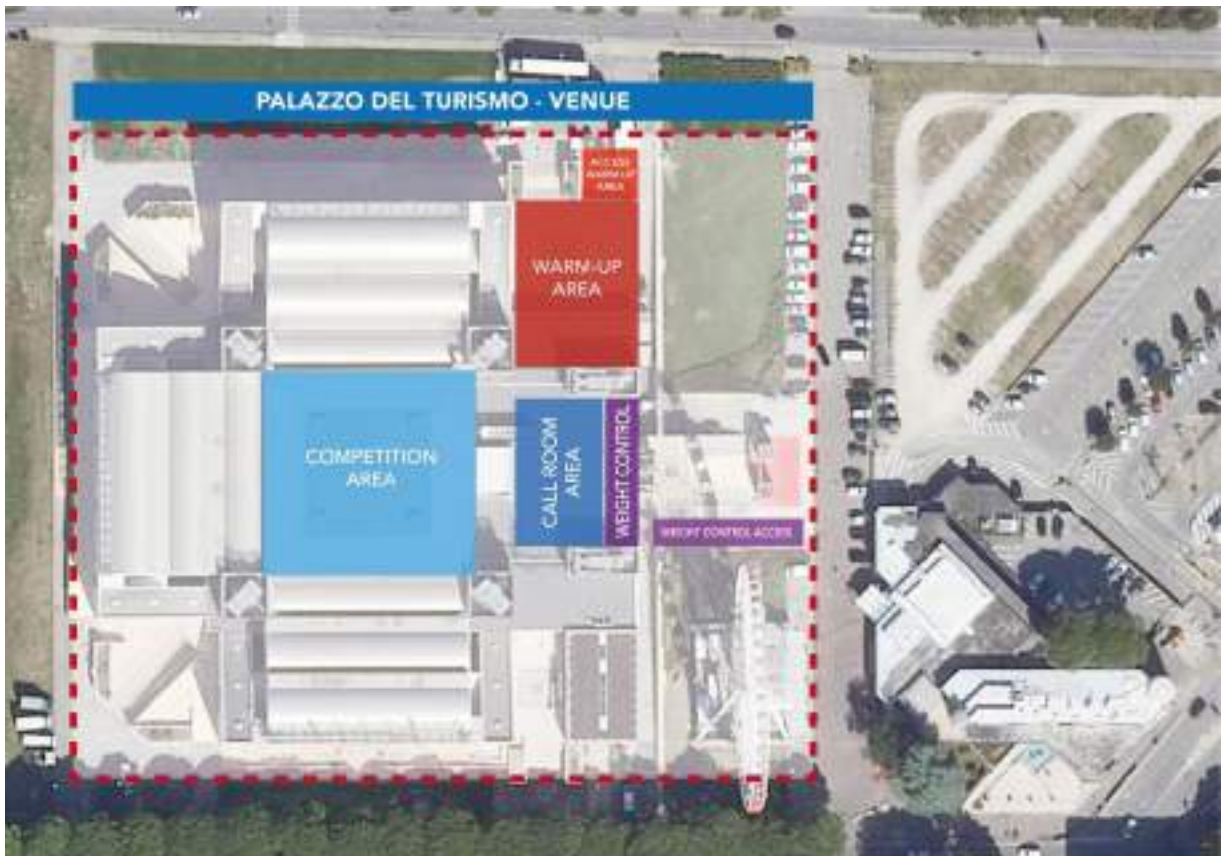 PALAZZO DEL TURISMO - VENUE
ACCESS
WARM-UP
AREA
WARM-UP
AREA
COMPETITION
AREA
CALL ROOM
AREA
WEIGHT CONTROL
WEIGHT CONTROL ACCESS